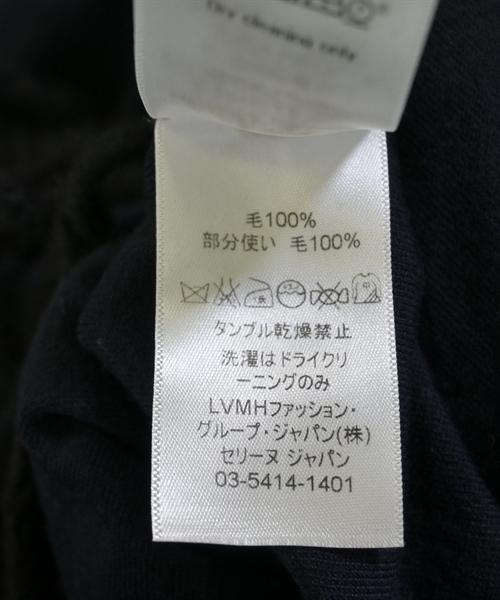 Dry cleaning only
毛100%
部分使い 毛100%
タンブル乾燥禁止
洗濯はドライクリ
ーニングのみ
LVMHファッション・
グループ・ジャパン(株)
セリーヌ ジャパン
03-5414-1401